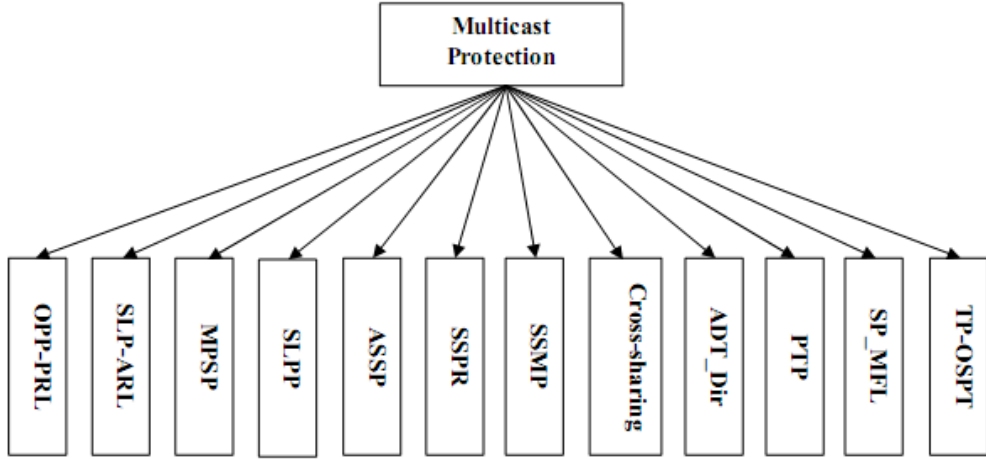 Multicast
Protection
OPP-PRL
SLP-ARL
MPSP
SLPP
ASSP
SSPR
SSMP
Cross-sharing
ADT_Dir
PTP
SP_MFL
TP-OSPT